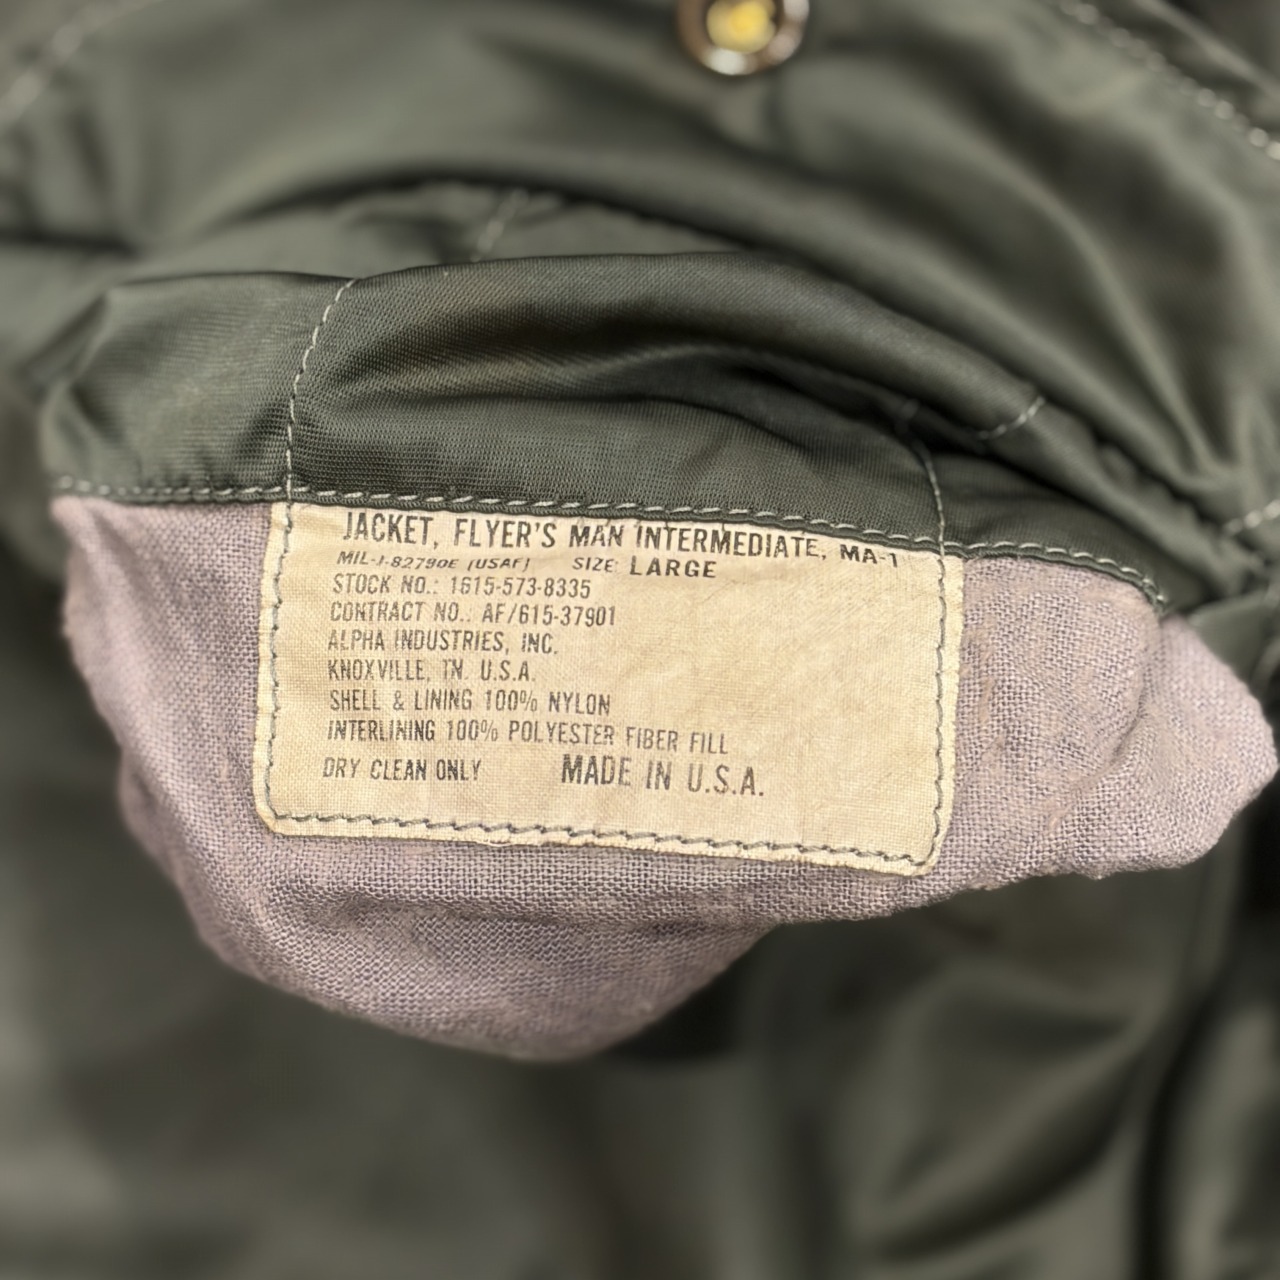 JACKET, FLYER'S MAN INTERMEDIATE, MA-1
MIL-J-82790E (USAF) SIZE: LARGE
STOCK NO.: 1615-573-8335
CONTRACT NO.: AF/615-37901
ALPHA INDUSTRIES, INC.
KNOXVILLE, TN. U.S.A.
SHELL & LINING 100% NYLON
INTERLINING 100% POLYESTER FIBER FILL
DRY CLEAN ONLY MADE IN U.S.A.